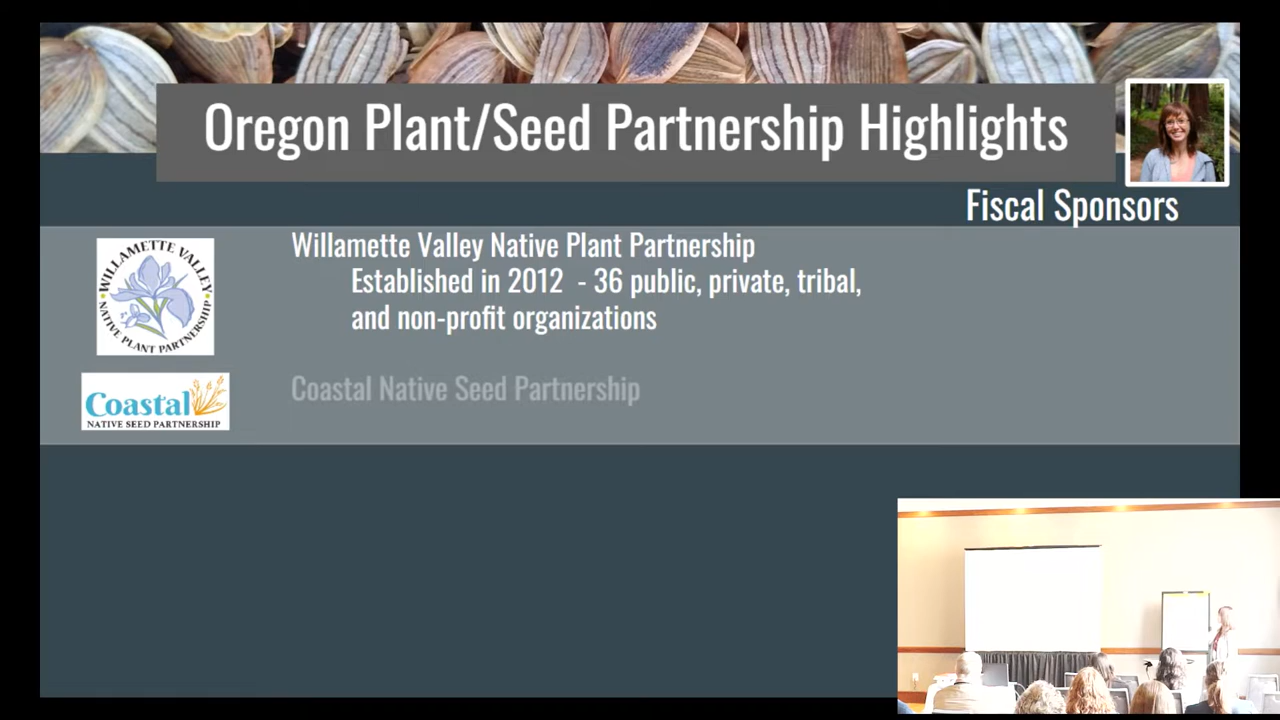 Oregon Plant/Seed Partnership Highlights
Fiscal Sponsors
WILLAMETTE VALLEY
NATIVE PLANT PARTNERSHIP
Willamette Valley Native Plant Partnership
Established in 2012 - 36 public, private, tribal,
and non-profit organizations
Coastal
NATIVE SEED PARTNERSHIP
Coastal Native Seed Partnership